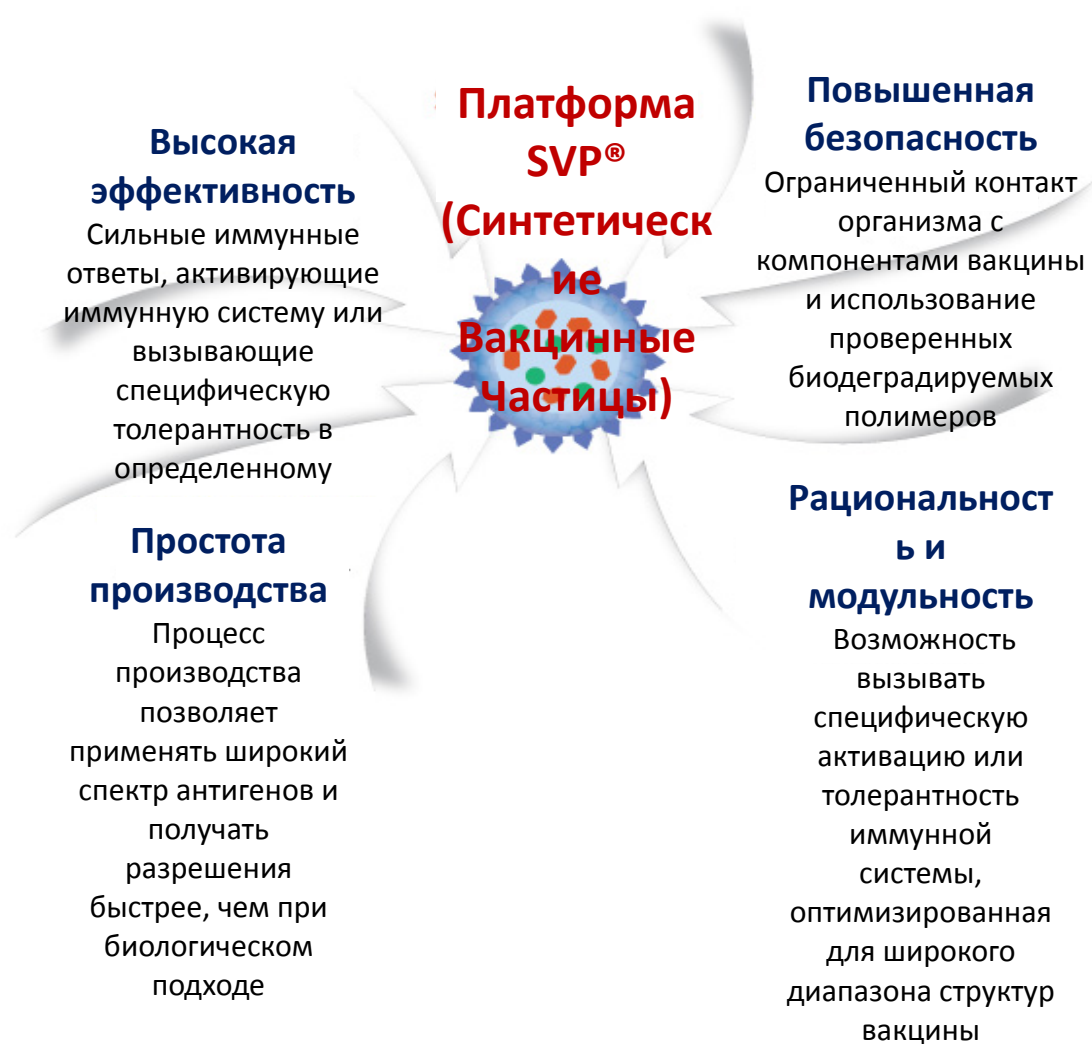 Платформа
SVP®
(Синтетическ
ие
Вакцинные
Частицы)
Высокая
эффективность
Сильные иммунные
ответы, активирующие
иммунную систему или
вызывающие
специфическую
толерантность в
определенному
Повышенная
безопасность
Ограниченный контакт
организма с
компонентами вакцины
и использование
проверенных
биодеградируемых
полимеров
Простота
производства
Процесс
производства
позволяет
применять широкий
спектр антигенов и
получать
разрешения
быстрее, чем при
биологическом
подходе
Рациональност
ь и
модульность
Возможность
вызывать
специфическую
активацию или
толерантность
иммунной
системы,
оптимизированная
для широкого
диапазона структур
вакцины